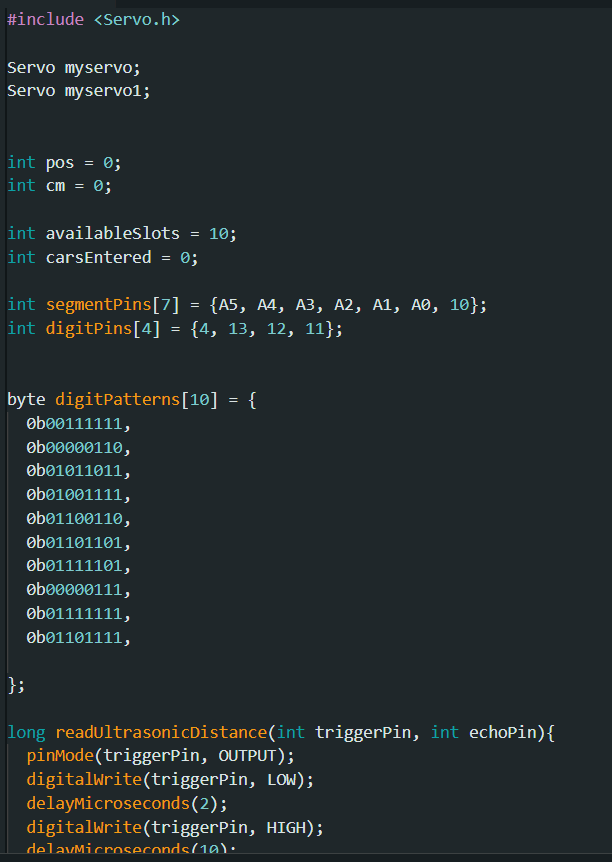 #include <Servo.h>
Servo myservo;
Servo myservo1;
int pos = 0;
int cm = 0;
int availableSlots = 10;
int carsEntered = 0;
int segmentPins[7] = {A5, A4, A3, A2, A1, A0, 10};
int digitPins[4] = {4, 13, 12, 11};
byte digitPatterns[10] = {
0b00111111,
0b00000110,
0b01011011,
0b01001111,
0b01100110,
0b01101101,
0b01111101,
0b00000111,
0b01111111,
0b01101111,
};
long readUltrasonicDistance(int triggerPin, int echoPin){
pinMode(triggerPin, OUTPUT);
digitalWrite(triggerPin, LOW);
delayMicroseconds(2);
digitalWrite(triggerPin, HIGH);
delayMicroseconds(10);